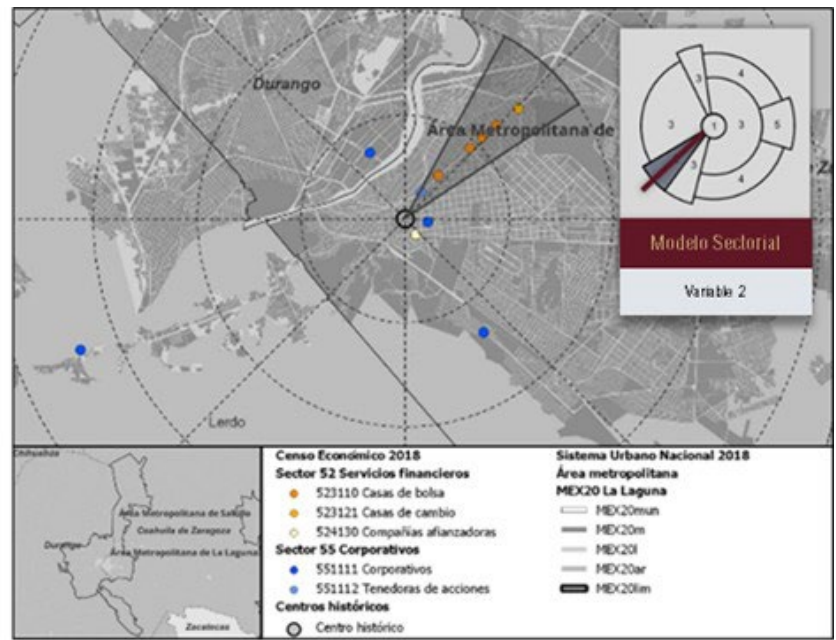 Durango
Área Metropolitana de
Lerdo
3
4
3
1
3
5
3
4
Modelo Sectorial
Variable 2
Chihuahua
Área Metropolitana de Saltillo
Coahuila de Zaragoza
Durango
Área Metropolitana de La Laguna
Zacatecas
Censo Económico 2018
Sector 52 Servicios financieros
523110 Casas de bolsa
523121 Casas de cambio
524130 Compañías afianzadoras
Sector 55 Corporativos
551111 Corporativos
551112 Tenedoras de acciones
Centros históricos
Centro histórico
Sistema Urbano Nacional 2018
Área metropolitana
MEX20 La Laguna
MEX20mun
MEX20m
MEX20l
MEX20ar
MEX20lim